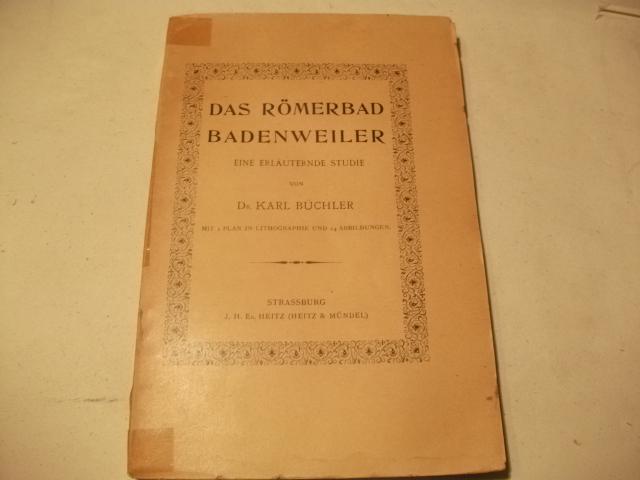 DAS RÖMERBAD
BADENWEILER
EINE ERLÄUTERNDE STUDIE
VON
DR. KARL BÜCHLER
MIT 1 PLAN IN LITHOGRAPHIE UND 24 ABBILDUNGEN.
STRASSBURG
J. H. ED. HEITZ (HEITZ & MÜNDEL)